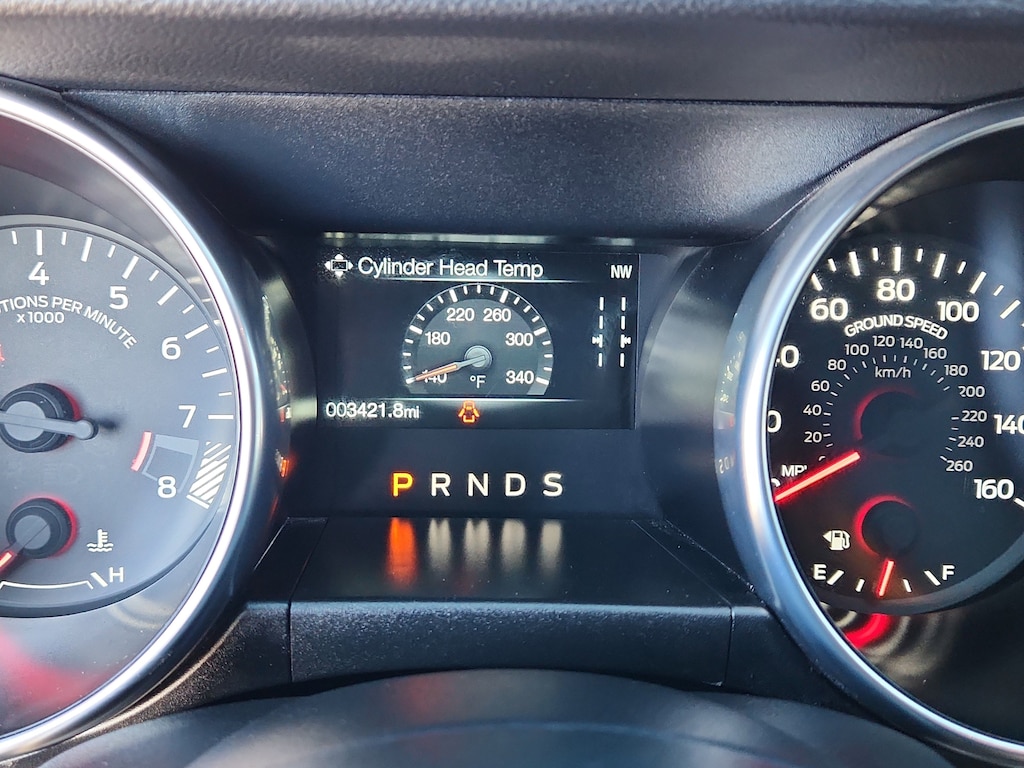 4
5
6
7
8
UTIONS PER MINUTE
x1000
H
Cylinder Head Temp
NW
220 260
180 300
140 °F 340
003421.8mi
P R N D S
60 80 100 120 140 160
GROUND SPEED
20 40 60 80 100 120 140 160 180 200 220 240 260
km/h
MPH
E F